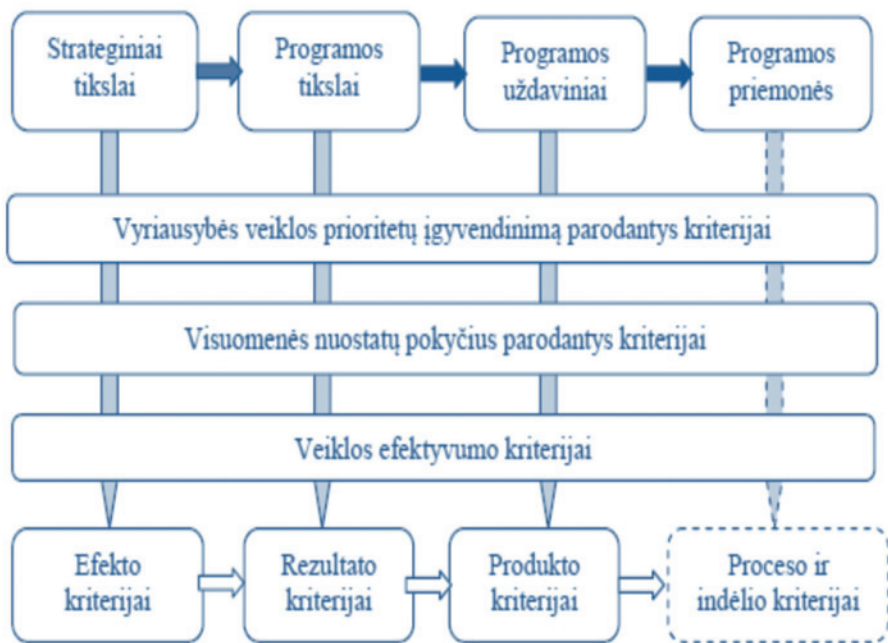 Strateginiai
tikslai
Programos
tikslai
Programos
uždaviniai
Programos
priemonės
Vyriausybės veiklos prioritetų įgyvendinimą parodantys kriterijai
Visuomenės nuostatų pokyčius parodantys kriterijai
Veiklos efektyvumo kriterijai
Efekto
kriterijai
Rezultato
kriterijai
Produkto
kriterijai
Proceso ir
indėlio kriterijai